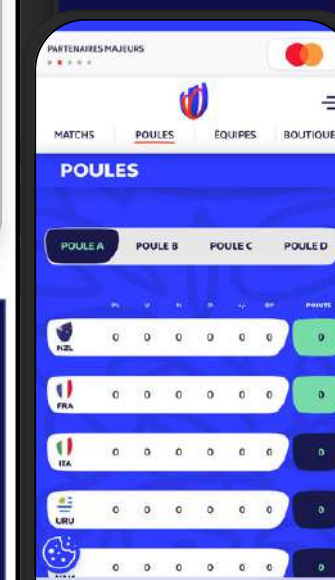 PARTENAIRES MAJEURS
MATCHS POULES ÉQUIPES BOUTIQUE
POULES
POULE A POULE B POULE C POULE D
POINTS
NZL 0 0 0 0 0 0 0
FRA 0 0 0 0 0 0 0
ITA 0 0 0 0 0 0 0
URU 0 0 0 0 0 0 0
0 0 0 0 0 0 0